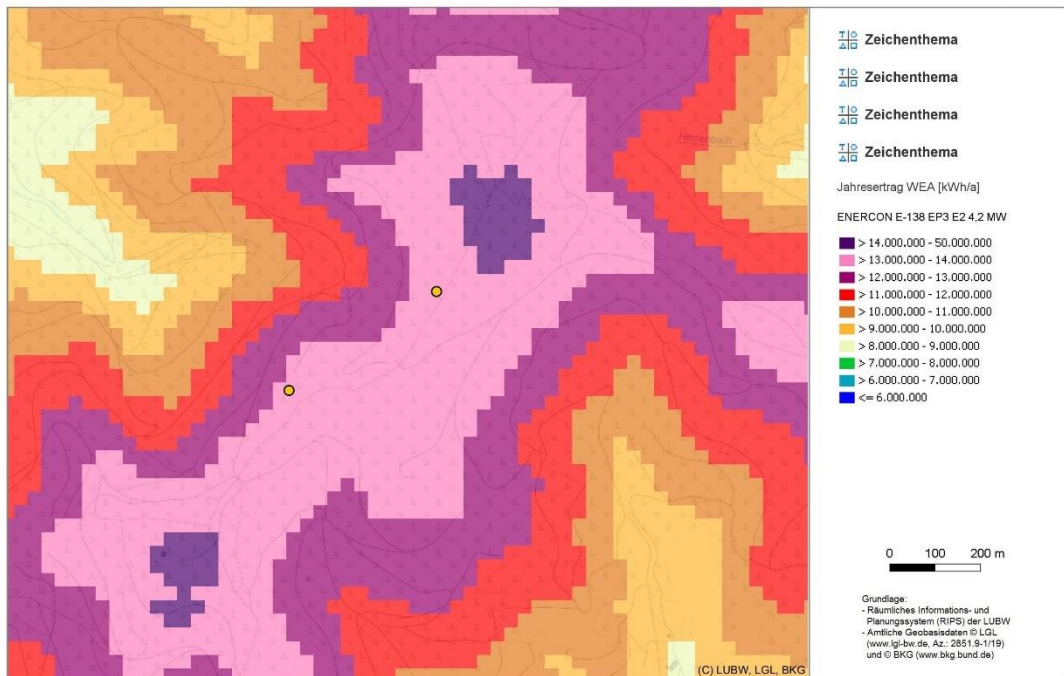 Zeichenthema
Zeichenthema
Zeichenthema
Zeichenthema
Jahresertrag WEA [kWh/a]
ENERCON E-138 EP3 E2 4,2 MW
> 14.000.000 - 50.000.000
> 13.000.000 - 14.000.000
> 12.000.000 - 13.000.000
> 11.000.000 - 12.000.000
> 10.000.000 - 11.000.000
> 9.000.000 - 10.000.000
> 8.000.000 - 9.000.000
> 7.000.000 - 8.000.000
> 6.000.000 - 7.000.000
<= 6.000.000
0 100 200 m
Grundlage:
- Räumliches Informations- und
Planungssystem (RIPS) der LUBW
- Amtliche Geobasisdaten © LGL
(www.lgl-bw.de, Az.: 2851.9-1/19)
und © BKG (www.bkg.bund.de)
(C) LUBW, LGL, BKG